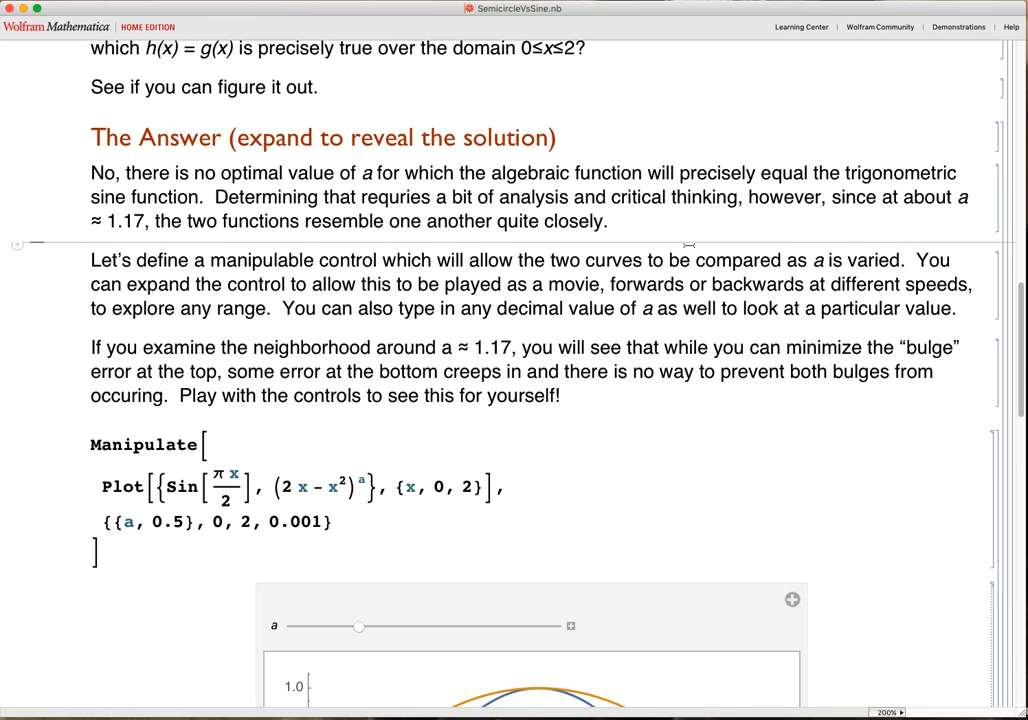 SemicircleVsSine.nb
Wolfram Mathematica | HOME EDITION
Learning Center | Wolfram Community | Demonstrations | Help
which h(x) = g(x) is precisely true over the domain 0≤x≤2?
See if you can figure it out.
The Answer (expand to reveal the solution)
No, there is no optimal value of a for which the algebraic function will precisely equal the trigonometric
sine function. Determining that requries a bit of analysis and critical thinking, however, since at about a
≈ 1.17, the two functions resemble one another quite closely.
Let's define a manipulable control which will allow the two curves to be compared as a is varied. You
can expand the control to allow this to be played as a movie, forwards or backwards at different speeds,
to explore any range. You can also type in any decimal value of a as well to look at a particular value.
If you examine the neighborhood around a ≈ 1.17, you will see that while you can minimize the “bulge”
error at the top, some error at the bottom creeps in and there is no way to prevent both bulges from
occuring. Play with the controls to see this for yourself!
Manipulate[
Plot[{Sin[π x / 2], (2 x - x²)^a}, {x, 0, 2}],
{{a, 0.5}, 0, 2, 0.001}
]
a
1.0
200%